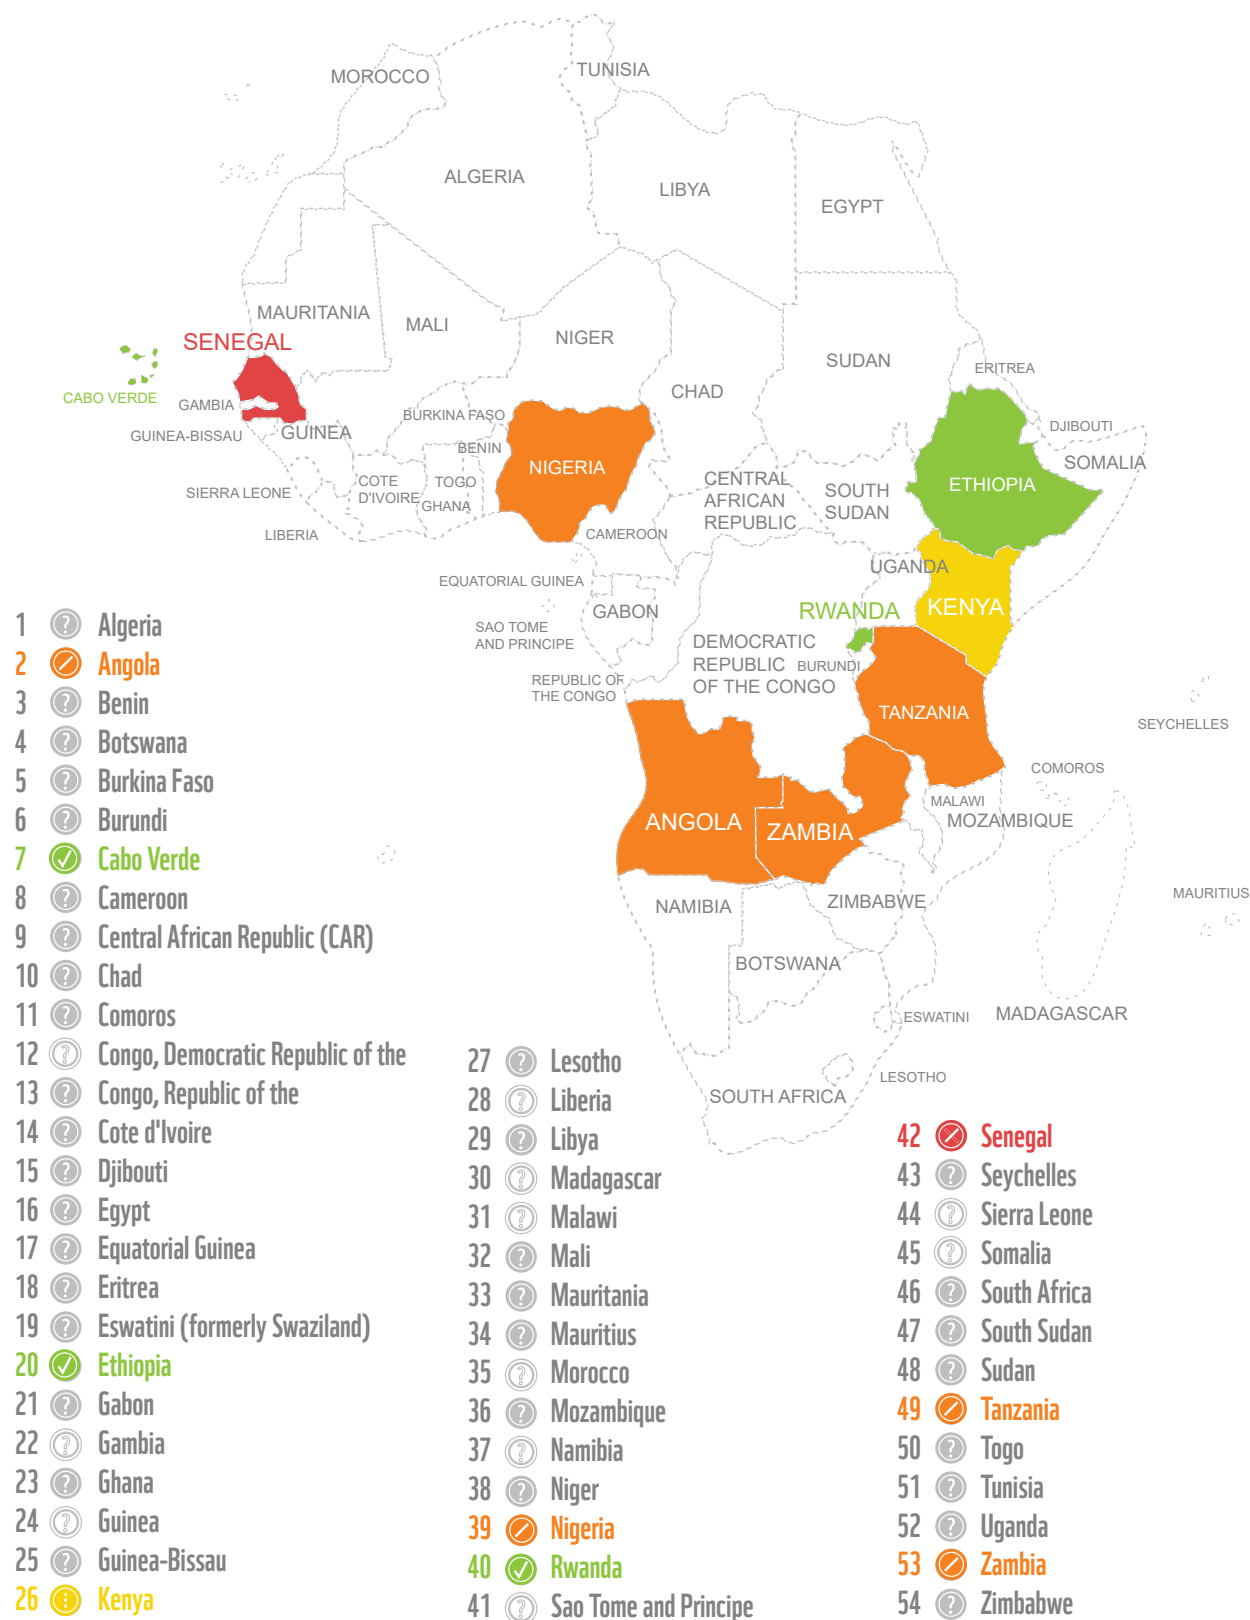 MOROCCO
TUNISIA
ALGERIA
LIBYA
EGYPT
MAURITANIA
MALI
NIGER
SENEGAL
SUDAN
ERITREA
CHAD
CABO VERDE
GAMBIA
BURKINA FASO
DJIBOUTI
GUINEA-BISSAU
GUINEA
BENIN
SOMALIA
NIGERIA
CENTRAL
AFRICAN
REPUBLIC
ETHIOPIA
COTE
D'IVOIRE
TOGO
SOUTH
SUDAN
SIERRA LEONE
GHANA
LIBERIA
CAMEROON
UGANDA
EQUATORIAL GUINEA
GABON
RWANDA
KENYA
SAO TOME
AND PRINCIPE
DEMOCRATIC
REPUBLIC
OF THE CONGO
BURUNDI
REPUBLIC OF
THE CONGO
TANZANIA
SEYCHELLES
COMOROS
MALAWI
MOZAMBIQUE
ANGOLA
ZAMBIA
MAURITIUS
NAMIBIA
ZIMBABWE
BOTSWANA
MADAGASCAR
ESWATINI
LESOTHO
SOUTH AFRICA
1 ? Algeria
2 Angola
3 ? Benin
4 ? Botswana
5 ? Burkina Faso
6 ? Burundi
7 ✓ Cabo Verde
8 ? Cameroon
9 ? Central African Republic (CAR)
10 ? Chad
11 ? Comoros
12 ? Congo, Democratic Republic of the
13 ? Congo, Republic of the
14 ? Cote d'Ivoire
15 ? Djibouti
16 ? Egypt
17 ? Equatorial Guinea
18 ? Eritrea
19 ? Eswatini (formerly Swaziland)
20 ✓ Ethiopia
21 ? Gabon
22 ? Gambia
23 ? Ghana
24 ? Guinea
25 ? Guinea-Bissau
26 Kenya
27 ? Lesotho
28 ? Liberia
29 ? Libya
30 ? Madagascar
31 ? Malawi
32 ? Mali
33 ? Mauritania
34 ? Mauritius
35 ? Morocco
36 ? Mozambique
37 ? Namibia
38 ? Niger
39 Nigeria
40 ✓ Rwanda
41 ? Sao Tome and Principe
42 Senegal
43 ? Seychelles
44 ? Sierra Leone
45 ? Somalia
46 ? South Africa
47 ? South Sudan
48 ? Sudan
49 Tanzania
50 ? Togo
51 ? Tunisia
52 ? Uganda
53 Zambia
54 ? Zimbabwe